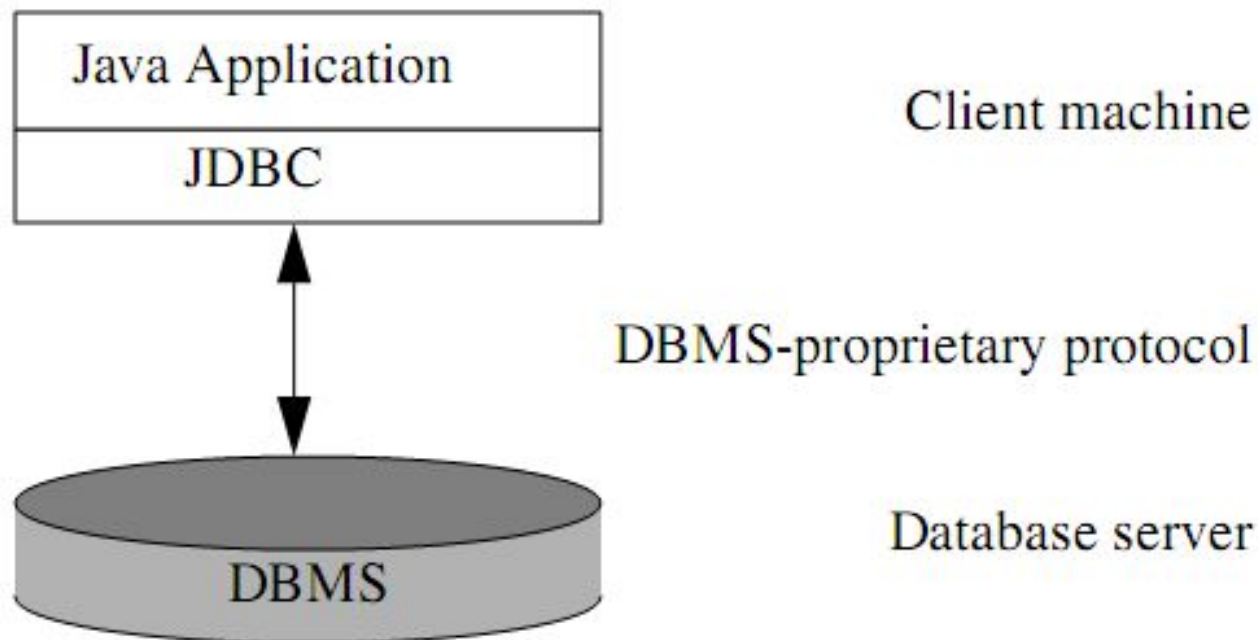 Java Application
Client machine
JDBC
DBMS-proprietary protocol
Database server
DBMS